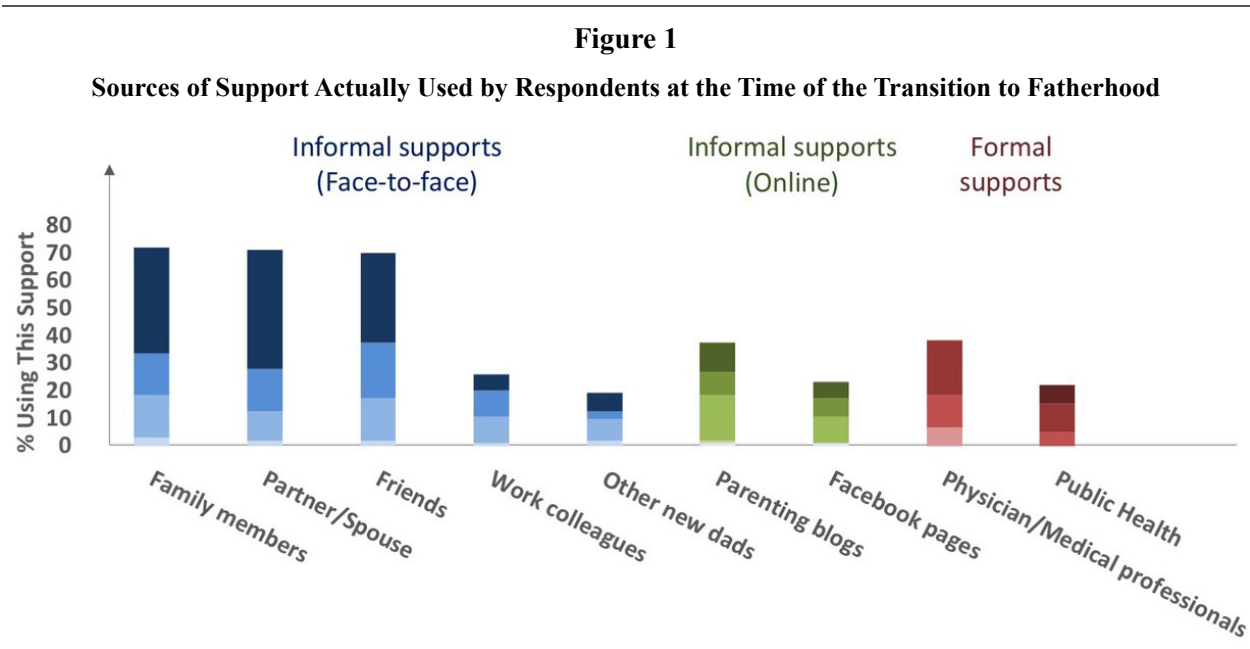 Figure 1
Sources of Support Actually Used by Respondents at the Time of the Transition to Fatherhood
Informal supports
(Face-to-face)
Informal supports
(Online)
Formal
supports
% Using This Support
80
70
60
50
40
30
20
10
0
Family members
Partner/Spouse
Friends
Work colleagues
Other new dads
Parenting blogs
Facebook pages
Physician/Medical professionals
Public Health